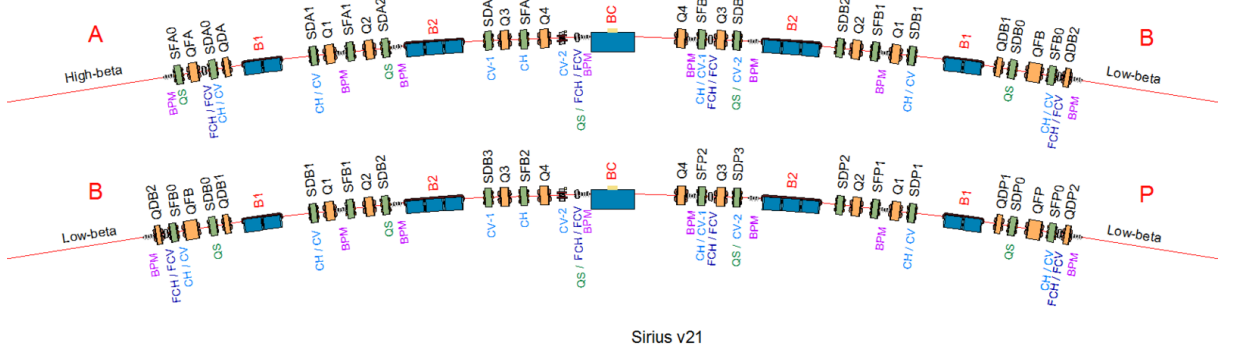 A
High-beta
SFA0
QFA
SDA0
QDA
B1
SDA1
Q1
SFA1
Q2
SDA2
B2
SDA
Q3
SFA
Q4
BC
Q4
SFB
Q3
SDB
B2
SDB2
Q2
SFB1
Q1
SDB1
B1
QDB1
SDB0
QFB
SFB0
QDB2
B
Low-beta
BPM
QS
FCH / FCV
CH / CV
CH / CV
BPM
QS
BPM
CV-1
CH
CV-2
QS / FCH / FCV
BPM
BPM
CH / CV-1
FCH / FCV
QS / CV-2
BPM
BPM
CH / CV
QS
CH / CV
FCH / FCV
BPM
B
Low-beta
QDB2
SFB0
QFB
SDB0
QDB1
B1
SDB1
Q1
SFB1
Q2
SDB2
B2
SDB3
Q3
SFB2
Q4
BC
Q4
SFP2
Q3
SDP3
B2
SDP2
Q2
SFP1
Q1
SDP1
B1
QDP1
SDP0
QFP
SFP0
QDP2
P
Low-beta
BPM
FCH / FCV
CH / CV
QS
CH / CV
BPM
QS
BPM
CV-1
CH
CV-2
QS / FCH / FCV
BPM
BPM
CH / CV-1
FCH / FCV
QS / CV-2
BPM
BPM
CH / CV
QS
CH / CV
FCH / FCV
BPM
Sirius v21